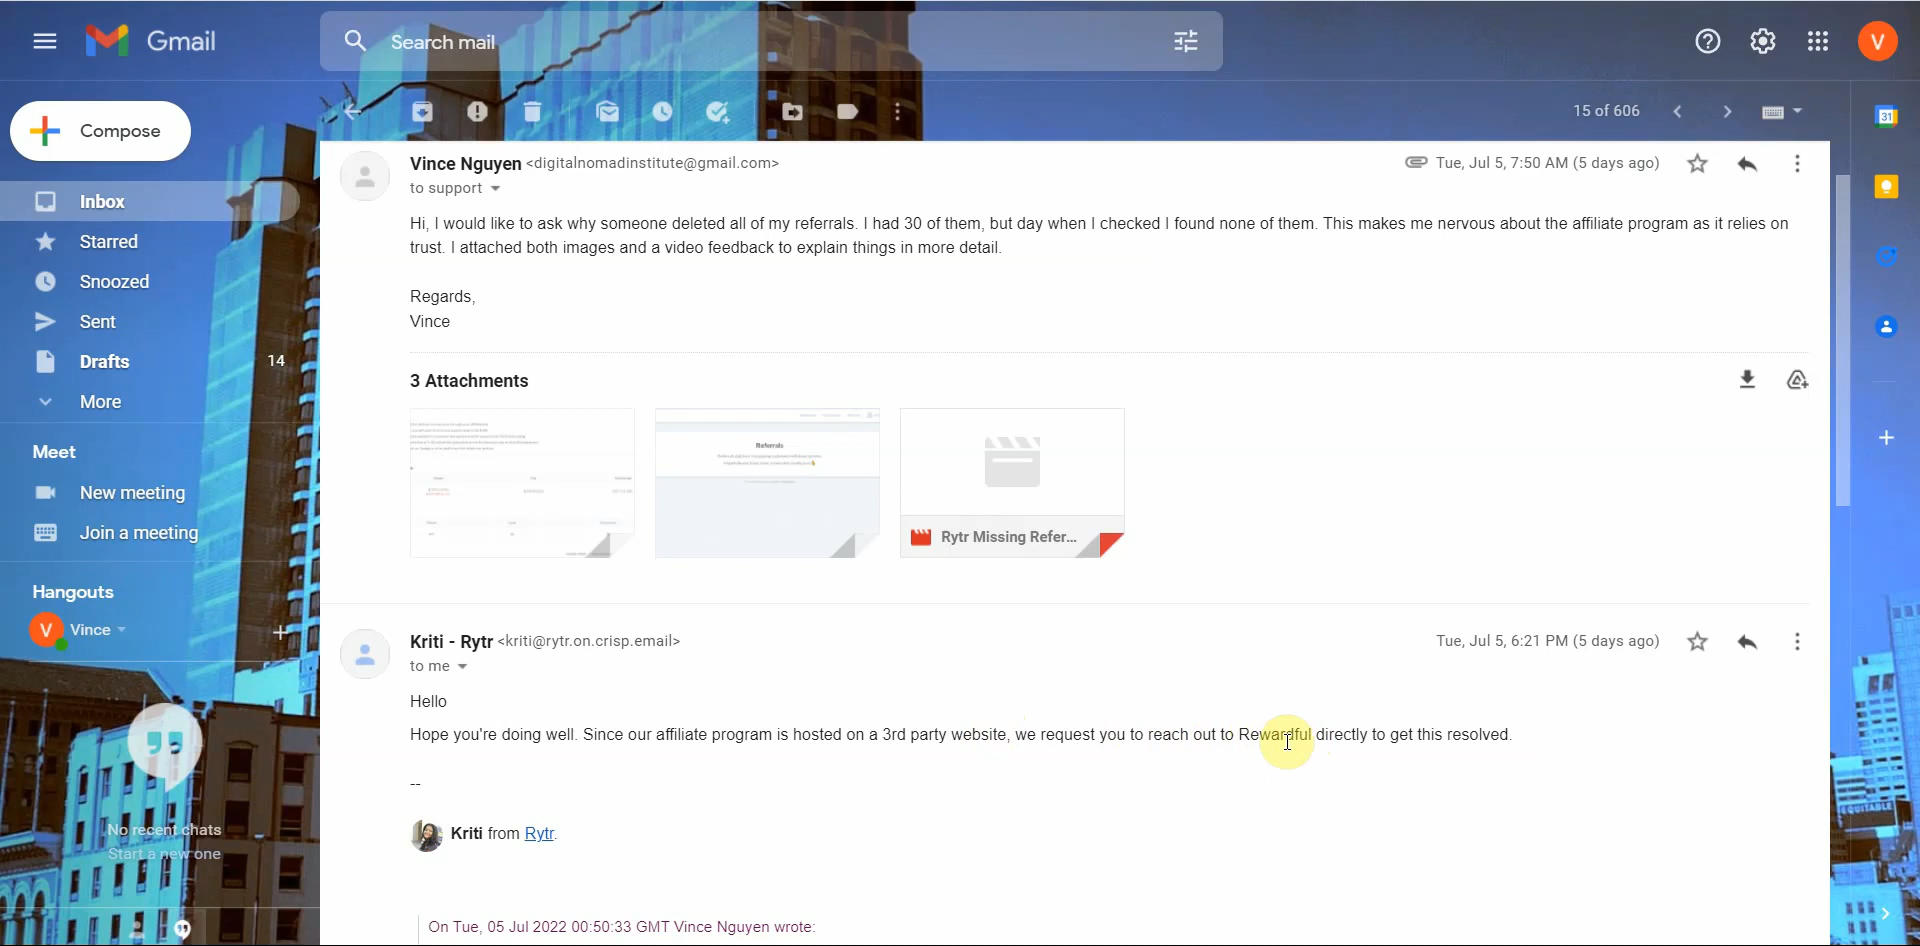 Gmail
Search mail
V
Compose
15 of 606
31
Inbox
Starred
Snoozed
Sent
Drafts 14
More
Meet
New meeting
Join a meeting
Hangouts
V Vince
No recent chats
Start a new one
Vince Nguyen <digitalnomadinstitute@gmail.com>
Tue, Jul 5, 7:50 AM (5 days ago)
to support
Hi, I would like to ask why someone deleted all of my referrals. I had 30 of them, but day when I checked I found none of them. This makes me nervous about the affiliate program as it relies on
trust. I attached both images and a video feedback to explain things in more detail.
Regards,
Vince
3 Attachments
Referrals
Rytr Missing Refer...
Kriti - Rytr <kriti@rytr.on.crisp.email>
Tue, Jul 5, 6:21 PM (5 days ago)
to me
Hello
Hope you're doing well. Since our affiliate program is hosted on a 3rd party website, we request you to reach out to Rewardful directly to get this resolved.
--
Kriti from Rytr.
On Tue, 05 Jul 2022 00:50:33 GMT Vince Nguyen wrote:
EQUITABLE